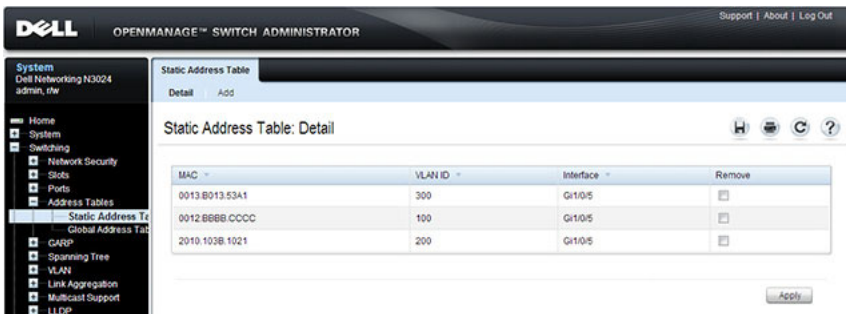 Support | About | Log Out
DELL OPENMANAGE™ SWITCH ADMINISTRATOR
System
Dell Networking N3024
admin, r/w
Home
System
Switching
Network Security
Slots
Ports
Address Tables
Static Address Ta
Global Address Tab
GARP
Spanning Tree
VLAN
Link Aggregation
Multicast Support
LLDP
Static Address Table
Detail Add
Static Address Table: Detail
MAC VLAN ID Interface Remove
0013.B013.53A1 300 Gi1/0/5
0012.BBBB.CCCC 100 Gi1/0/5
2010.103B.1021 200 Gi1/0/5
Apply